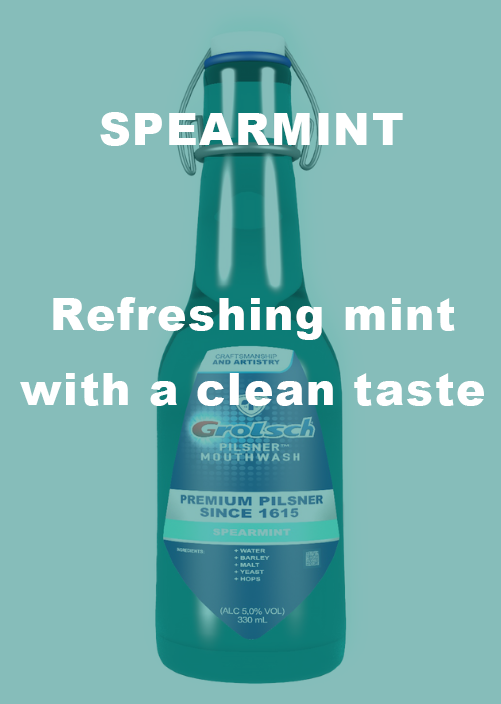 SPEARMINT
Refreshing mint
with a clean taste
CRAFTSMANSHIP
AND ARTISTRY
Grolsch
PILSNER
MOUTHWASH
PREMIUM PILSNER
SINCE 1615
SPEARMINT
INGREDIENTS:
• WATER
• BARLEY
• MALT
• YEAST
• HOPS
(ALC 5,0% VOL)
330 mL